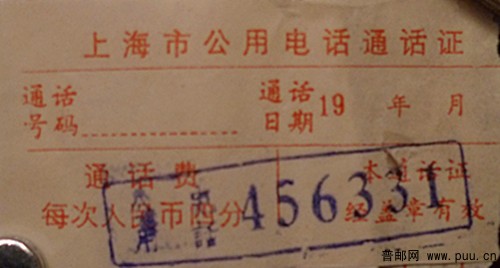 上海市公用电话通话证
通话号码
通话日期 19 年 月
通话费
每次人民币四分
本通话证
经盖章有效
456331
普邮网 www.puu.cn